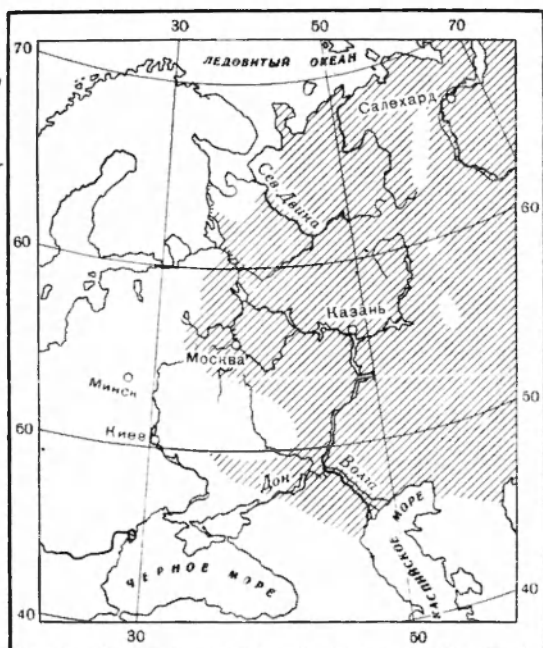 30 50 70
70
ЛЕДОВИТЫЙ ОКЕАН
Салехард
Сев. Двина
60 60
Казань
Москва
Минск
50
Киев
50
Дон
Волга
КАСПИЙСКОЕ МОРЕ
ЧЕРНОЕ МОРЕ
40
40
30 50